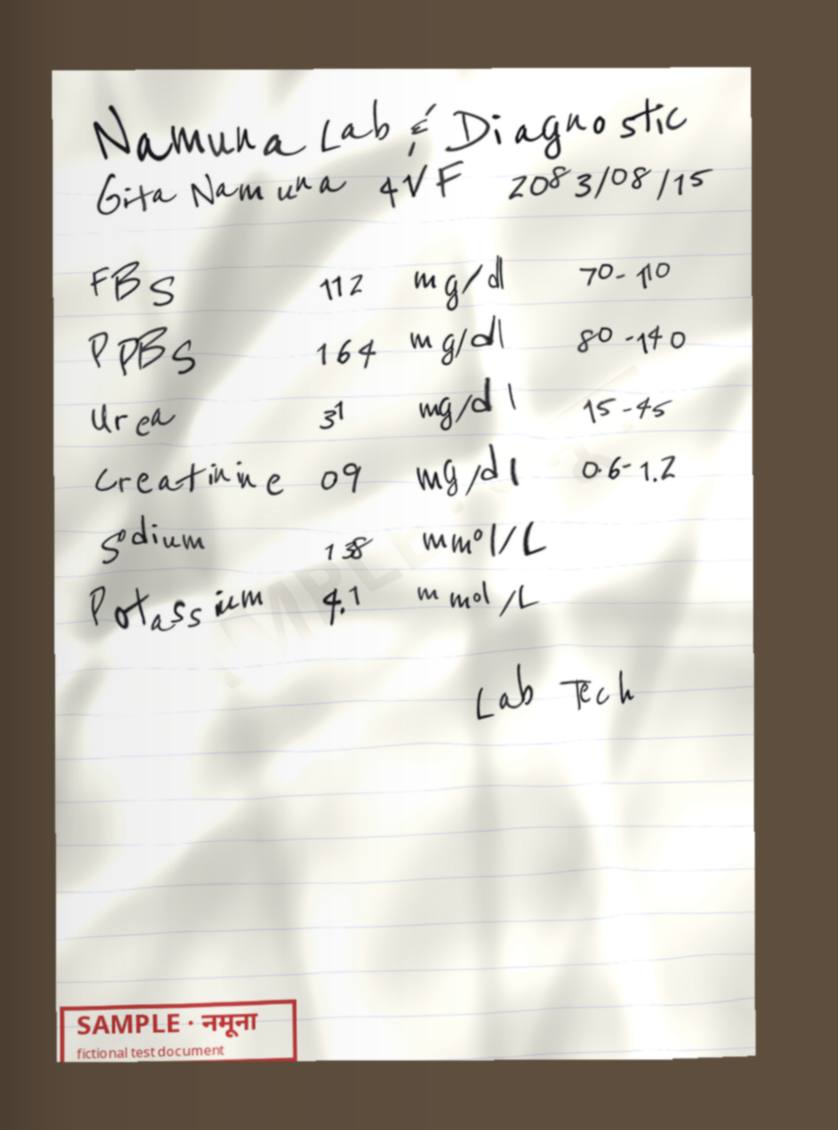 Namuna Lab & Diagnostic
Gita Namuna 41/F 2083/08/15
FBS 112 mg/dl 70-110
PPBS 164 mg/dl 80-140
Urea 31 mg/dl 15-45
Creatinine 09 mg/dl 0.6-1.2
Sodium 138 mmol/L
Potassium 4.1 mmol/L
Lab Tech
SAMPLE · नमूना
fictional test document